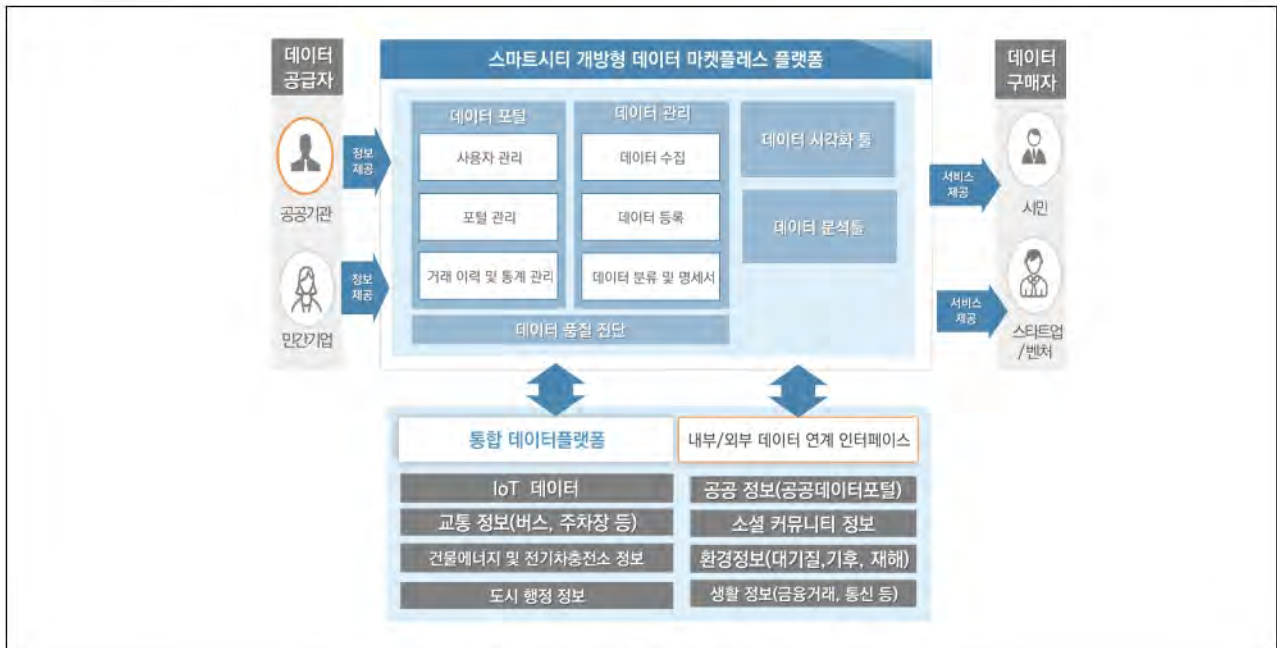 데이터
공급자
공공기관
민간기업
정보
제공
정보
제공
스마트시티 개방형 데이터 마켓플레스 플랫폼
데이터 포털
사용자 관리
포털 관리
거래 이력 및 통계 관리
데이터 관리
데이터 수집
데이터 등록
데이터 분류 및 명세서
데이터 품질 진단
데이터 시각화 툴
데이터 분석툴
서비스
제공
서비스
제공
데이터
구매자
시민
스타트업
/벤처
통합 데이터플랫폼
IoT 데이터
교통 정보(버스, 주차장 등)
건물에너지 및 전기차충전소 정보
도시 행정 정보
내부/외부 데이터 연계 인터페이스
공공 정보(공공데이터포털)
소셜 커뮤니티 정보
환경정보(대기질,기후, 재해)
생활 정보(금융거래, 통신 등)